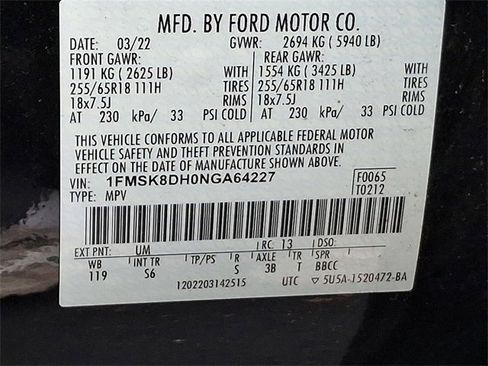 MFD. BY FORD MOTOR CO.
DATE: 03/22 GVWR: 2694 KG ( 5940 LB)
FRONT GAWR: REAR GAWR:
1191 KG ( 2625 LB) WITH 1554 KG ( 3425 LB) WITH
255/65R18 111H TIRES 255/65R18 111H TIRES
18x7.5J RIMS 18x7.5J RIMS
AT 230 kPa/ 33 PSI COLD AT 230 kPa/ 33 PSI COLD
THIS VEHICLE CONFORMS TO ALL APPLICABLE FEDERAL MOTOR
VEHICLE SAFETY AND THEFT PREVENTION STANDARDS IN
EFFECT ON THE DATE OF MANUFACTURE SHOWN ABOVE.
VIN: 1FMSK8DH0NGA64227 F0065
TYPE: MPV T0212
EXT PNT: UM RC: 13 DSO:
WB INT TR TP/PS R AXLE TR SPR
119 S6 S 3B T BBCC
1202203142515 UTC ▽ 5U5A-1520472-BA